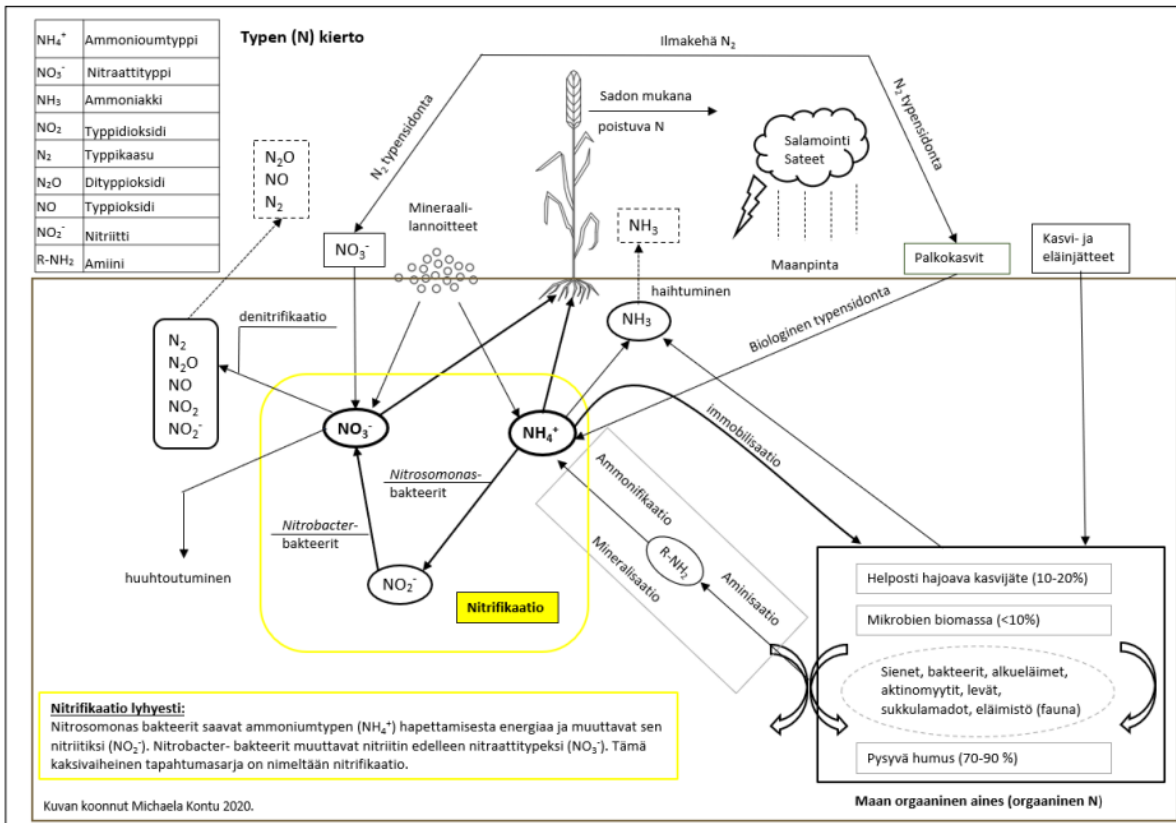 NH₄⁺ Ammonioumtyppi
NO₃⁻ Nitraattityppi
NH₃ Ammoniakki
NO₂ Typpidioksidi
N₂ Typpikaasu
N₂O Dityppioksidi
NO Typpioksidi
NO₂⁻ Nitriitti
R-NH₂ Amiini
Typen (N) kierto
Ilmakehä N₂
N₂ typensidonta
N₂ typensidonta
Sadon mukana
poistuva N
Salamointi
Sateet
N₂O
NO
N₂
Mineraali-
lannoitteet
NO₃⁻
NH₃
Maanpinta
Palkokasvit
Kasvi- ja
eläinjätteet
haihtuminen
NH₃
Biologinen typensidonta
denitrifikaatio
N₂
N₂O
NO
NO₂
NO₂⁻
NO₃⁻
NH₄⁺
immobilisaatio
Nitrosomonas-
bakteerit
Nitrobacter-
bakteerit
Ammonifikaatio
R-NH₂
Mineralisaatio
Aminisaatio
huuhtoutuminen
NO₂⁻
Nitrifikaatio
Helposti hajoava kasvijäte (10-20%)
Mikrobien biomassa (<10%)
Sienet, bakteerit, alkueläimet,
aktinomyytit, levät,
sukkulamadot, eläimistö (fauna)
Pysyvä humus (70-90 %)
Maan orgaaninen aines (orgaaninen N)
Nitrifikaatio lyhyesti:
Nitrosomonas bakteerit saavat ammoniumtypen (NH₄⁺) hapettamisesta energiaa ja muuttavat sen
nitriitiksi (NO₂⁻). Nitrobacter- bakteerit muuttavat nitriitin edelleen nitraattitypeksi (NO₃⁻). Tämä
kaksivaiheinen tapahtumasarja on nimeltään nitrifikaatio.
Kuvan koonnut Michaela Kontu 2020.